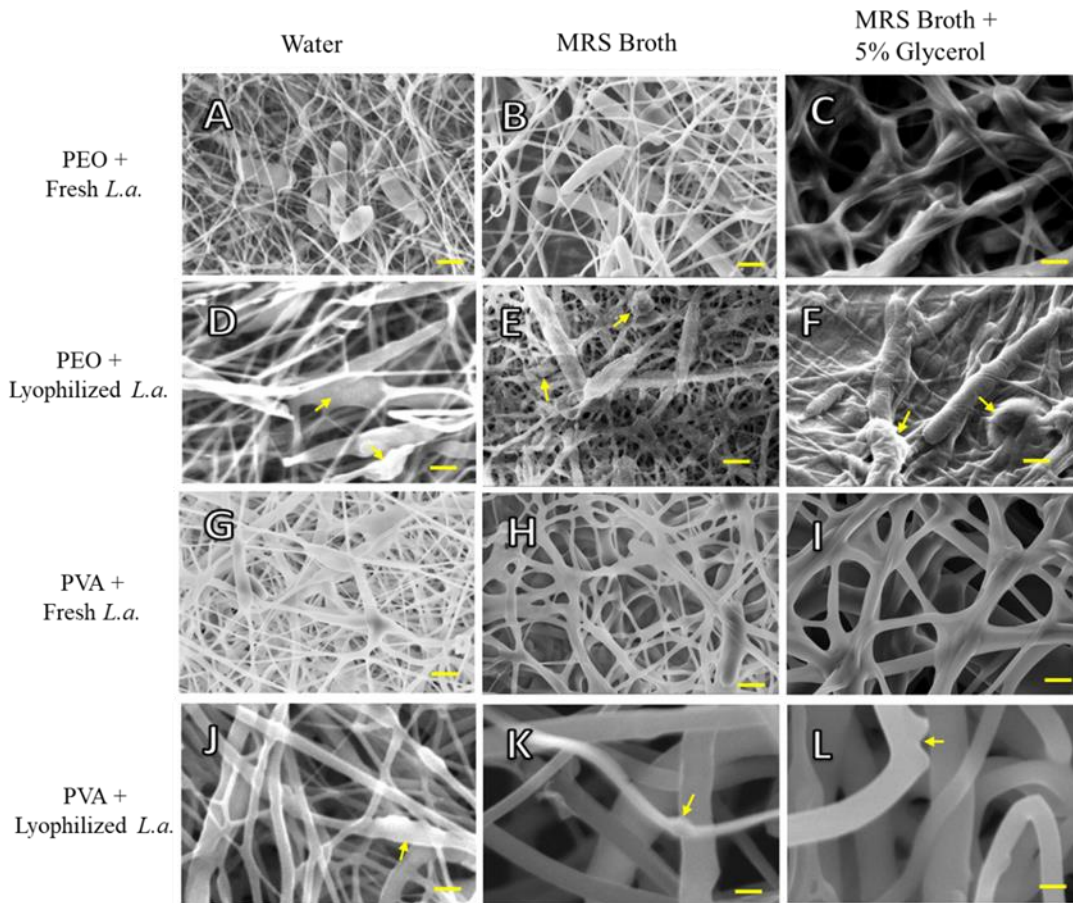 MRS Broth +
Water
MRS Broth
5% Glycerol
A
B
C
PEO +
Fresh L.a.
D
E
F
PEO +
Lyophilized L.a.
G
H
I
PVA +
Fresh L.a.
J
K
L
PVA +
Lyophilized L.a.